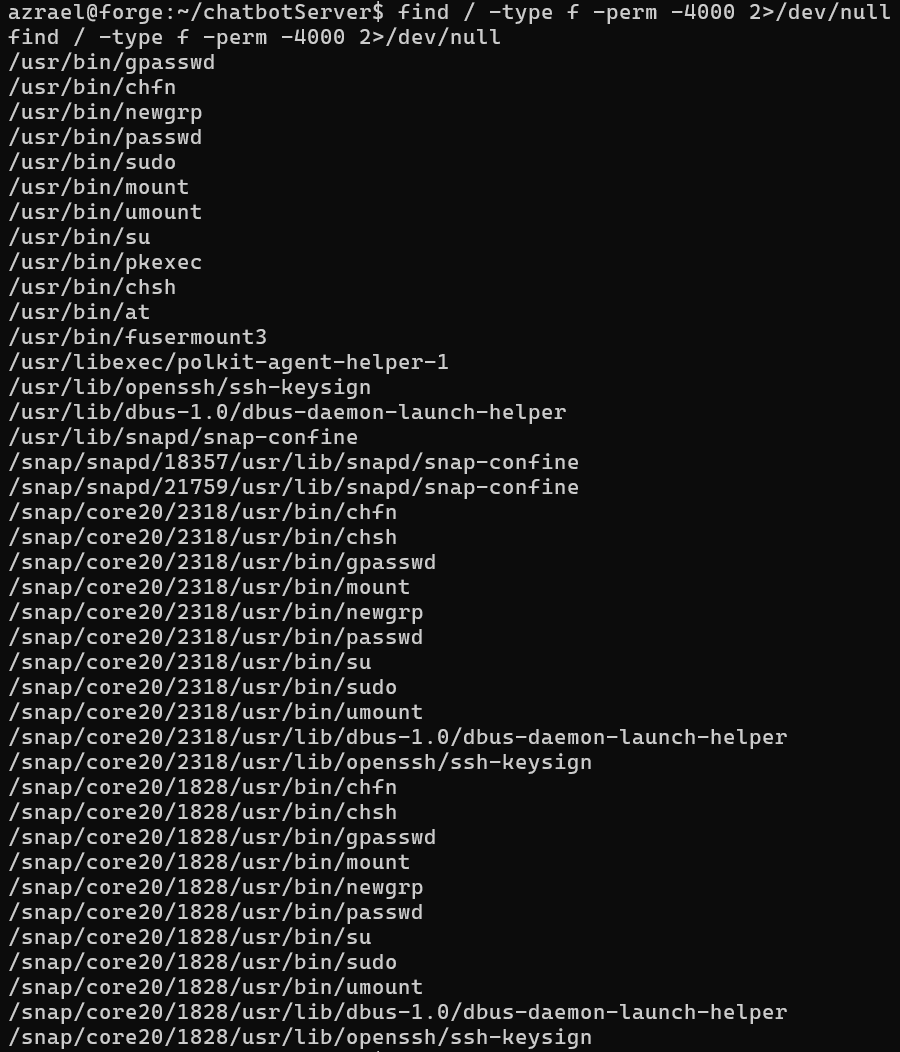 azrael@forge:~/chatbotServer$ find / -type f -perm -4000 2>/dev/null
find / -type f -perm -4000 2>/dev/null
/usr/bin/gpasswd
/usr/bin/chfn
/usr/bin/newgrp
/usr/bin/passwd
/usr/bin/sudo
/usr/bin/mount
/usr/bin/umount
/usr/bin/su
/usr/bin/pkexec
/usr/bin/chsh
/usr/bin/at
/usr/bin/fusermount3
/usr/libexec/polkit-agent-helper-1
/usr/lib/openssh/ssh-keysign
/usr/lib/dbus-1.0/dbus-daemon-launch-helper
/usr/lib/snapd/snap-confine
/snap/snapd/18357/usr/lib/snapd/snap-confine
/snap/snapd/21759/usr/lib/snapd/snap-confine
/snap/core20/2318/usr/bin/chfn
/snap/core20/2318/usr/bin/chsh
/snap/core20/2318/usr/bin/gpasswd
/snap/core20/2318/usr/bin/mount
/snap/core20/2318/usr/bin/newgrp
/snap/core20/2318/usr/bin/passwd
/snap/core20/2318/usr/bin/su
/snap/core20/2318/usr/bin/sudo
/snap/core20/2318/usr/bin/umount
/snap/core20/2318/usr/lib/dbus-1.0/dbus-daemon-launch-helper
/snap/core20/2318/usr/lib/openssh/ssh-keysign
/snap/core20/1828/usr/bin/chfn
/snap/core20/1828/usr/bin/chsh
/snap/core20/1828/usr/bin/gpasswd
/snap/core20/1828/usr/bin/mount
/snap/core20/1828/usr/bin/newgrp
/snap/core20/1828/usr/bin/passwd
/snap/core20/1828/usr/bin/su
/snap/core20/1828/usr/bin/sudo
/snap/core20/1828/usr/bin/umount
/snap/core20/1828/usr/lib/dbus-1.0/dbus-daemon-launch-helper
/snap/core20/1828/usr/lib/openssh/ssh-keysign